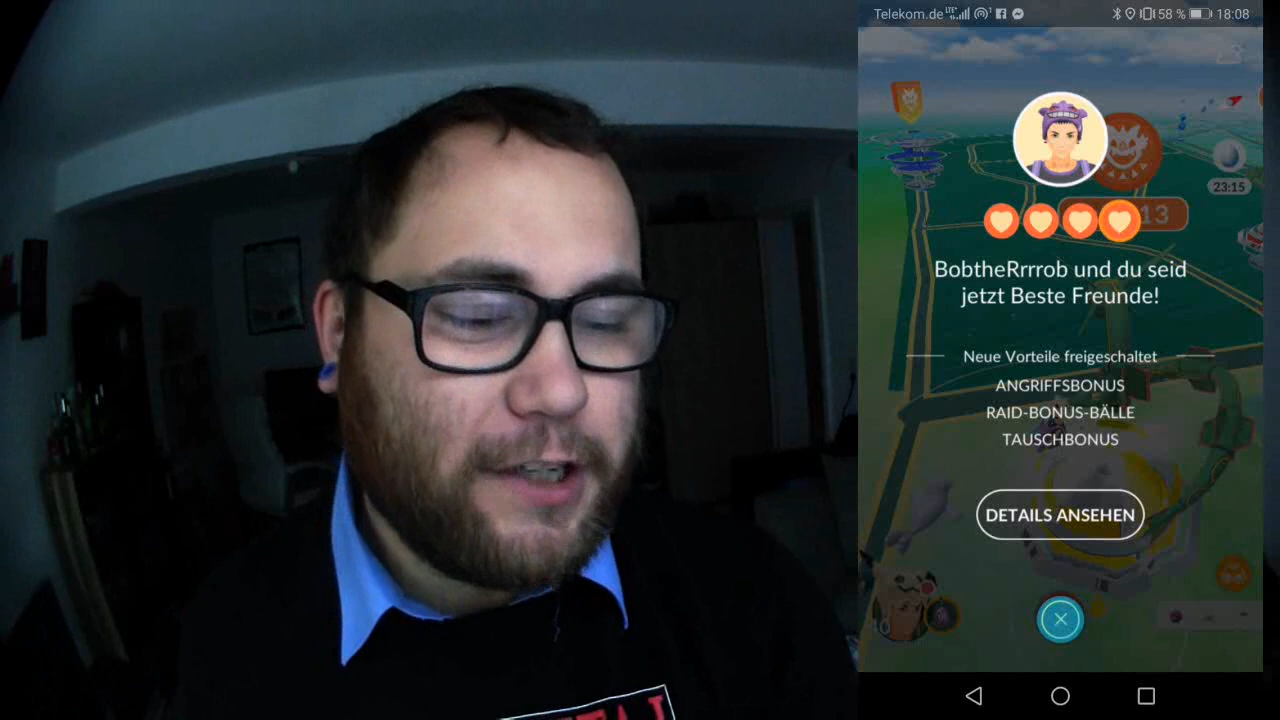 Telekom.de
58 %
18:08
23:15
13
BobtheRrrrob und du seid
jetzt Beste Freunde!
Neue Vorteile freigeschaltet
ANGRIFFSBONUS
RAID-BONUS-BÄLLE
TAUSCHBONUS
DETAILS ANSEHEN